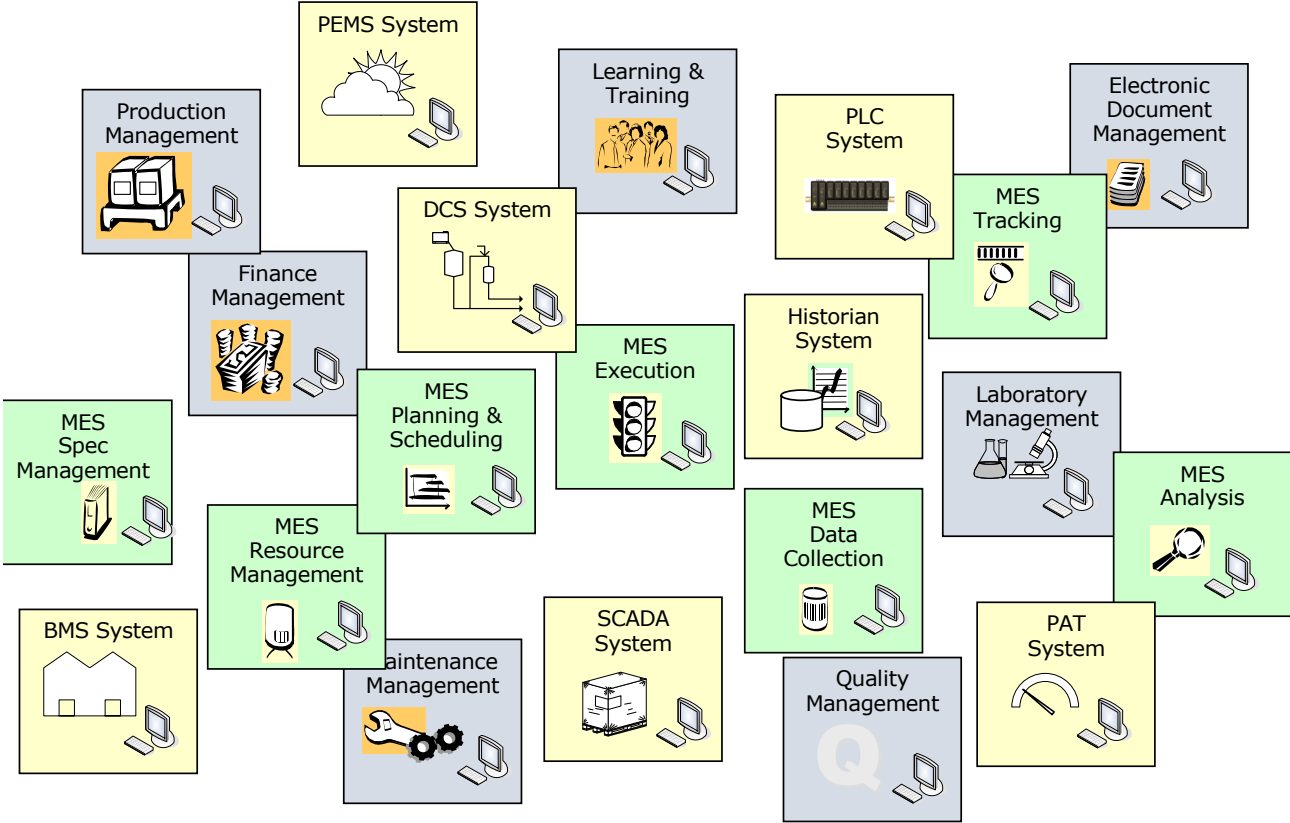 PEMS System
Learning &
Training
Production
Management
PLC
System
Electronic
Document
Management
DCS System
MES
Tracking
Finance
Management
Historian
System
MES
Execution
MES
Planning &
Scheduling
Laboratory
Management
MES
Spec
Management
MES
Analysis
MES
Resource
Management
MES
Data
Collection
BMS System
SCADA
System
PAT
System
aintenance
Management
Quality
Management
Q